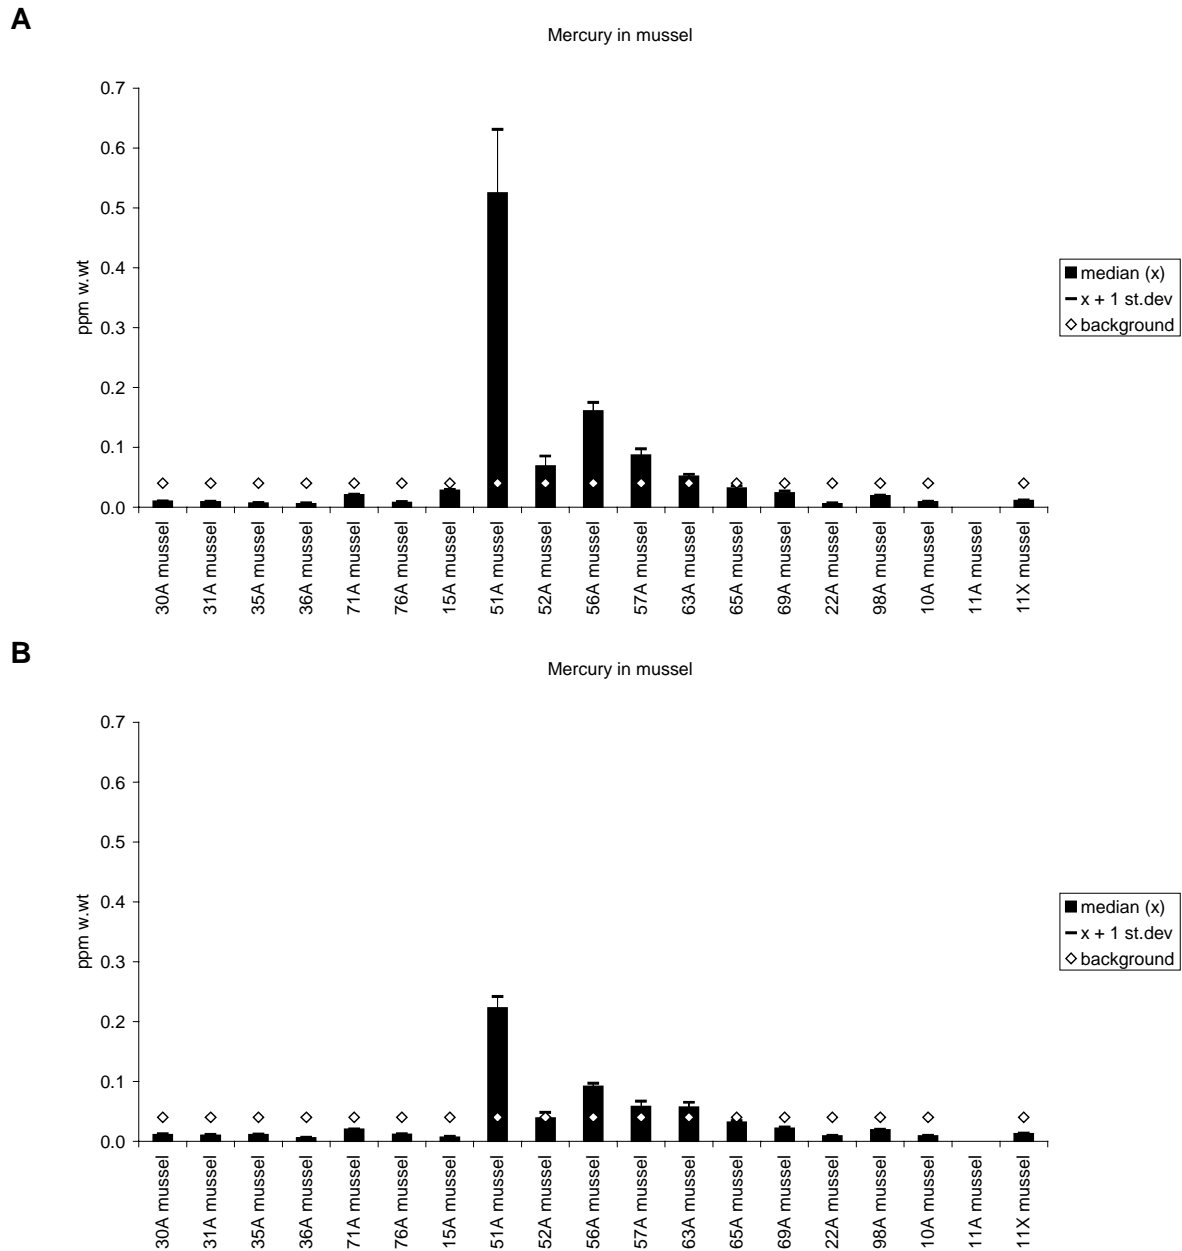 A
Mercury in mussel
0.7
0.6
0.5
0.4
0.3
0.2
0.1
0.0
ppm w.wt
30A mussel
31A mussel
35A mussel
36A mussel
71A mussel
76A mussel
15A mussel
51A mussel
52A mussel
56A mussel
57A mussel
63A mussel
65A mussel
69A mussel
22A mussel
98A mussel
10A mussel
11A mussel
11X mussel
median (x)
x + 1 st.dev
background
B
Mercury in mussel
0.7
0.6
0.5
0.4
0.3
0.2
0.1
0.0
ppm w.wt
30A mussel
31A mussel
35A mussel
36A mussel
71A mussel
76A mussel
15A mussel
51A mussel
52A mussel
56A mussel
57A mussel
63A mussel
65A mussel
69A mussel
22A mussel
98A mussel
10A mussel
11A mussel
11X mussel
median (x)
x + 1 st.dev
background